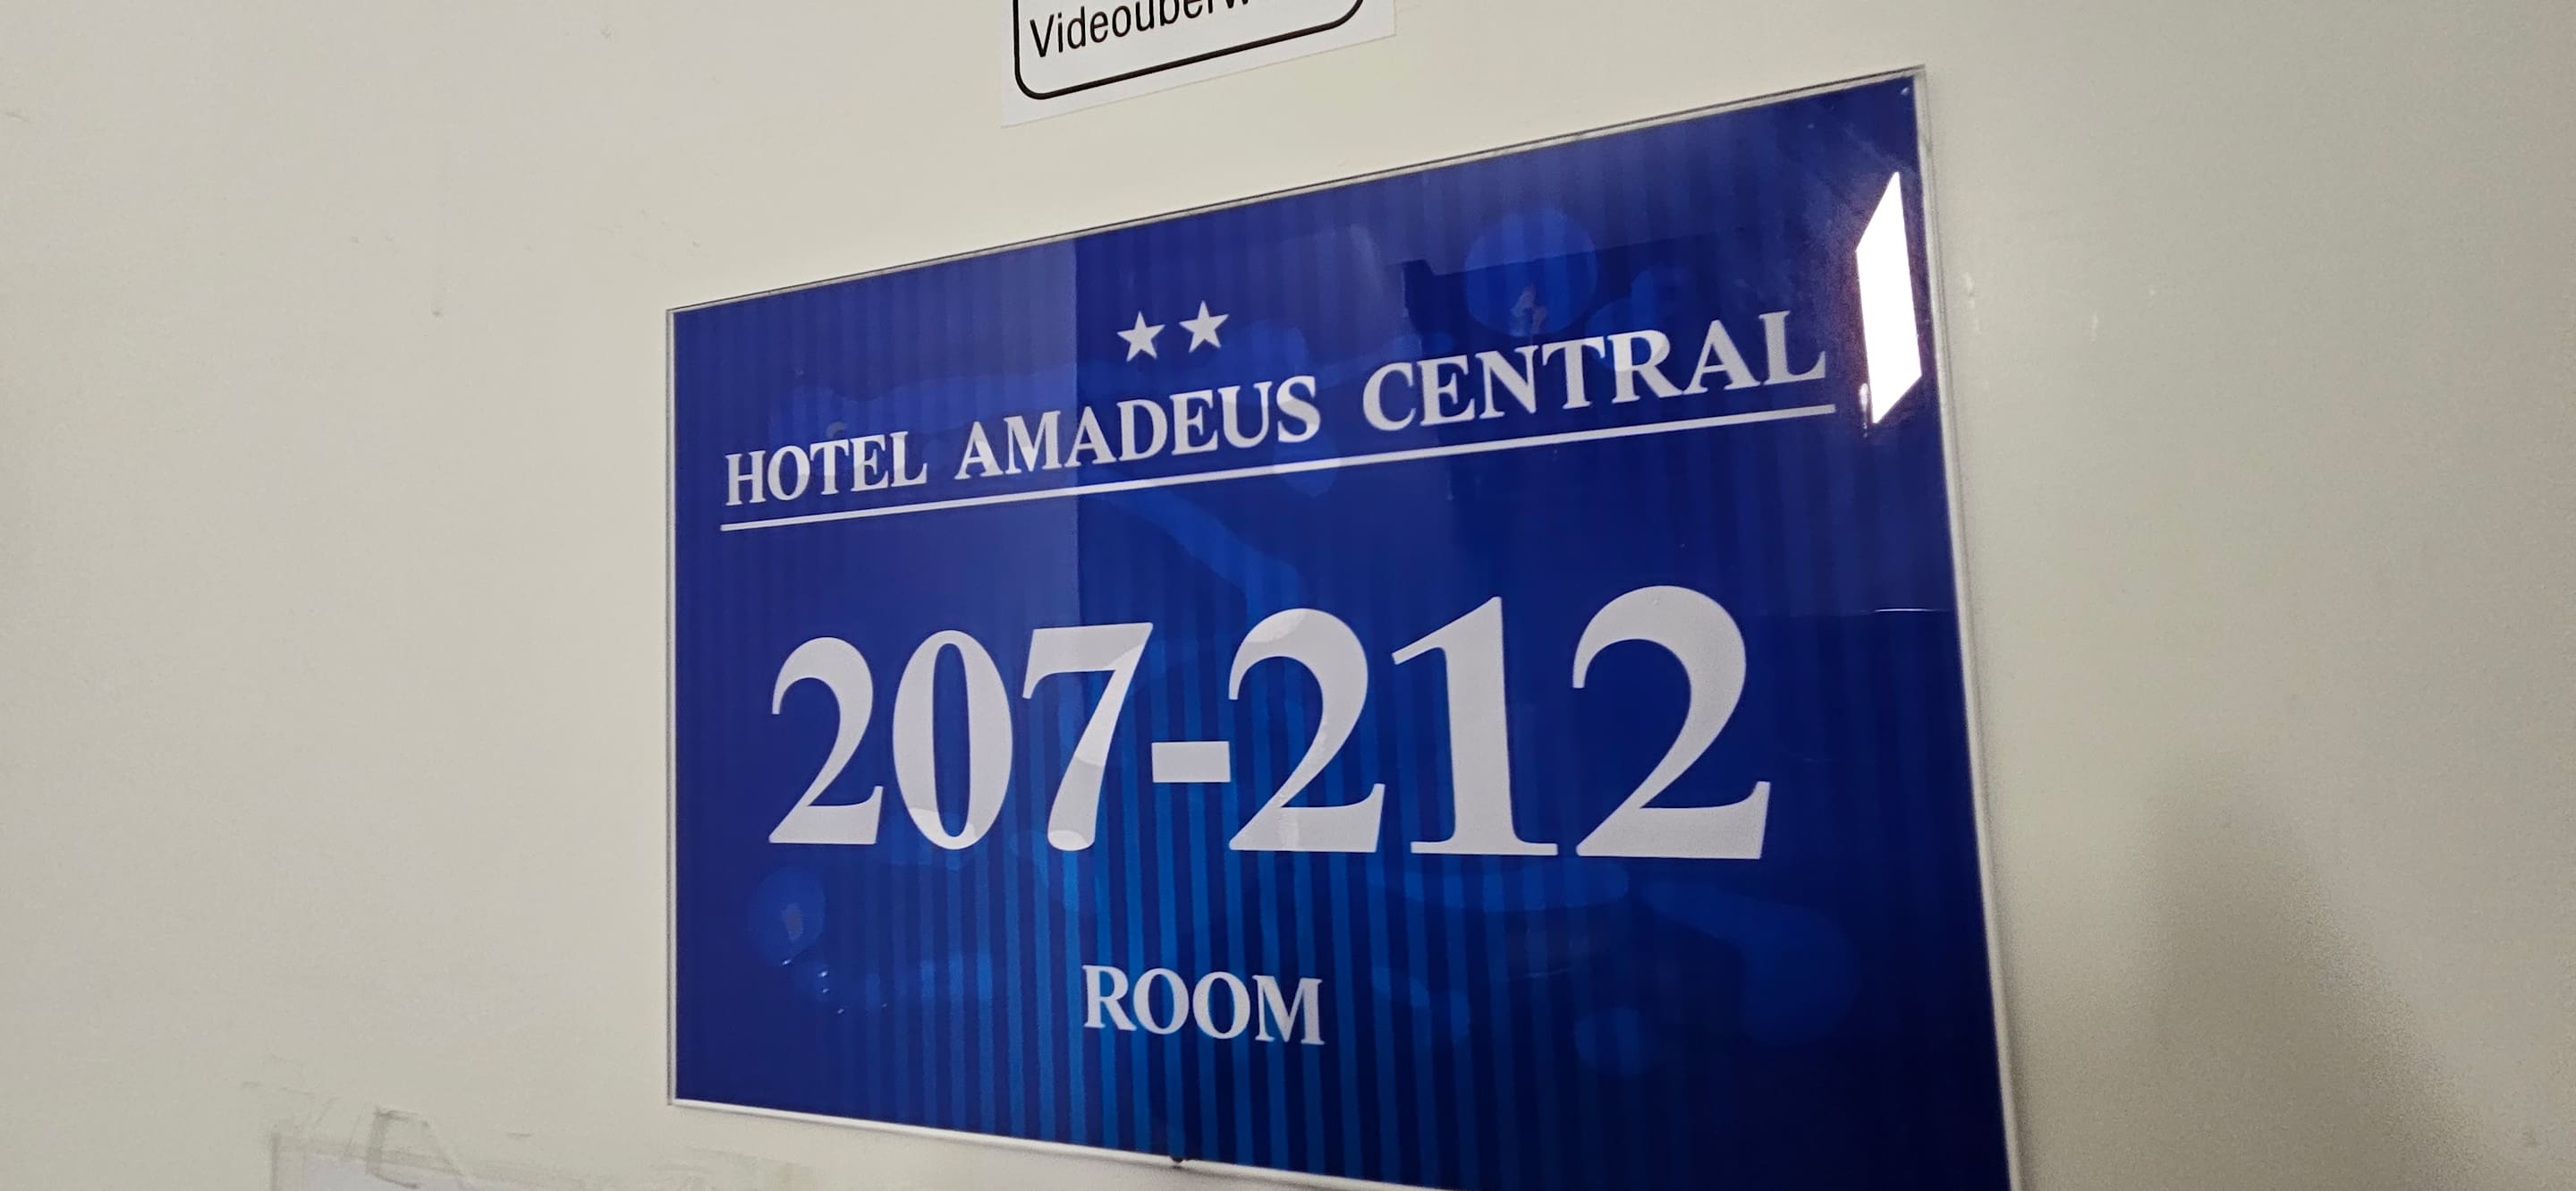 HOTEL AMADEUS CENTRAL
207-212
ROOM